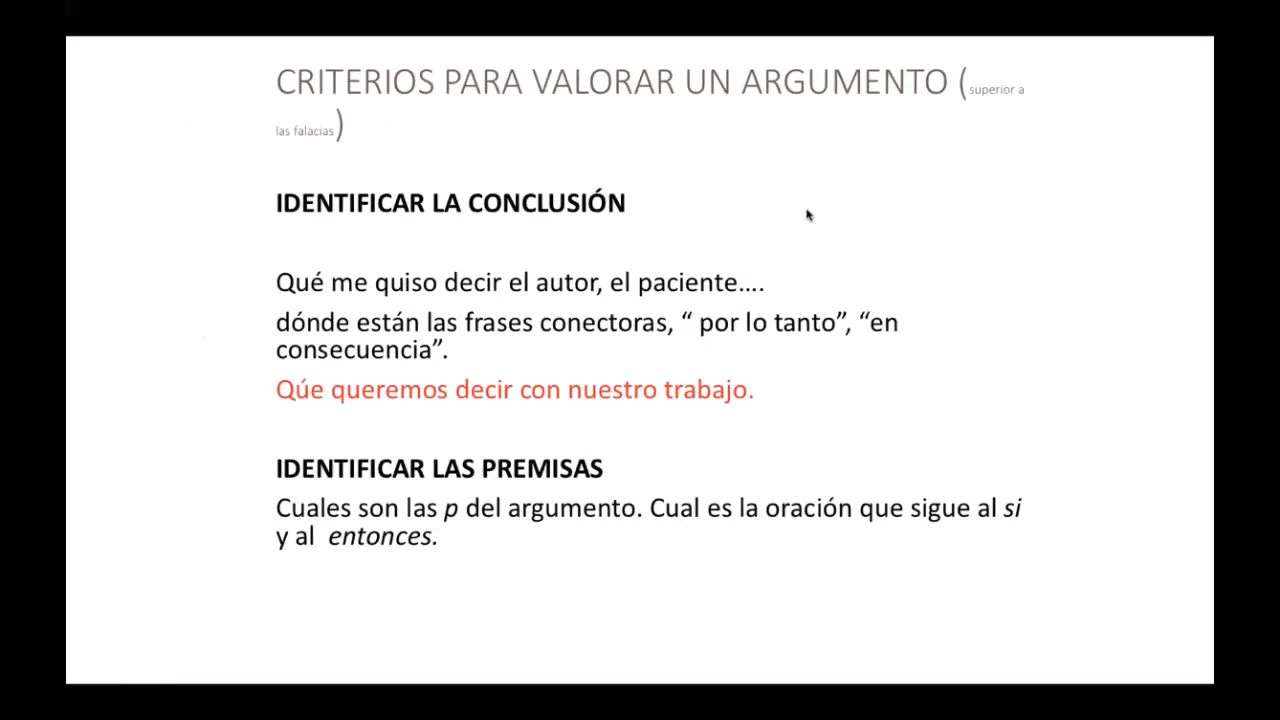 CRITERIOS PARA VALORAR UN ARGUMENTO (superior a
las falacias)
IDENTIFICAR LA CONCLUSIÓN
Qué me quiso decir el autor, el paciente....
dónde están las frases conectoras, “ por lo tanto”, “en
consecuencia”.
Qúe queremos decir con nuestro trabajo.
IDENTIFICAR LAS PREMISAS
Cuales son las p del argumento. Cual es la oración que sigue al si
y al entonces.